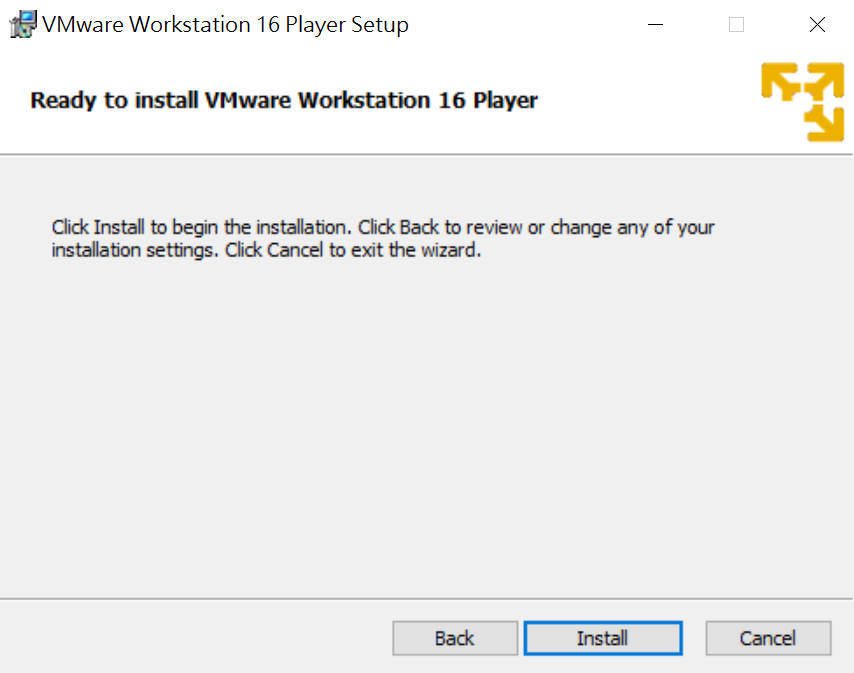 VMware Workstation 16 Player Setup
Ready to install VMware Workstation 16 Player
Click Install to begin the installation. Click Back to review or change any of your
installation settings. Click Cancel to exit the wizard.
Back Install Cancel